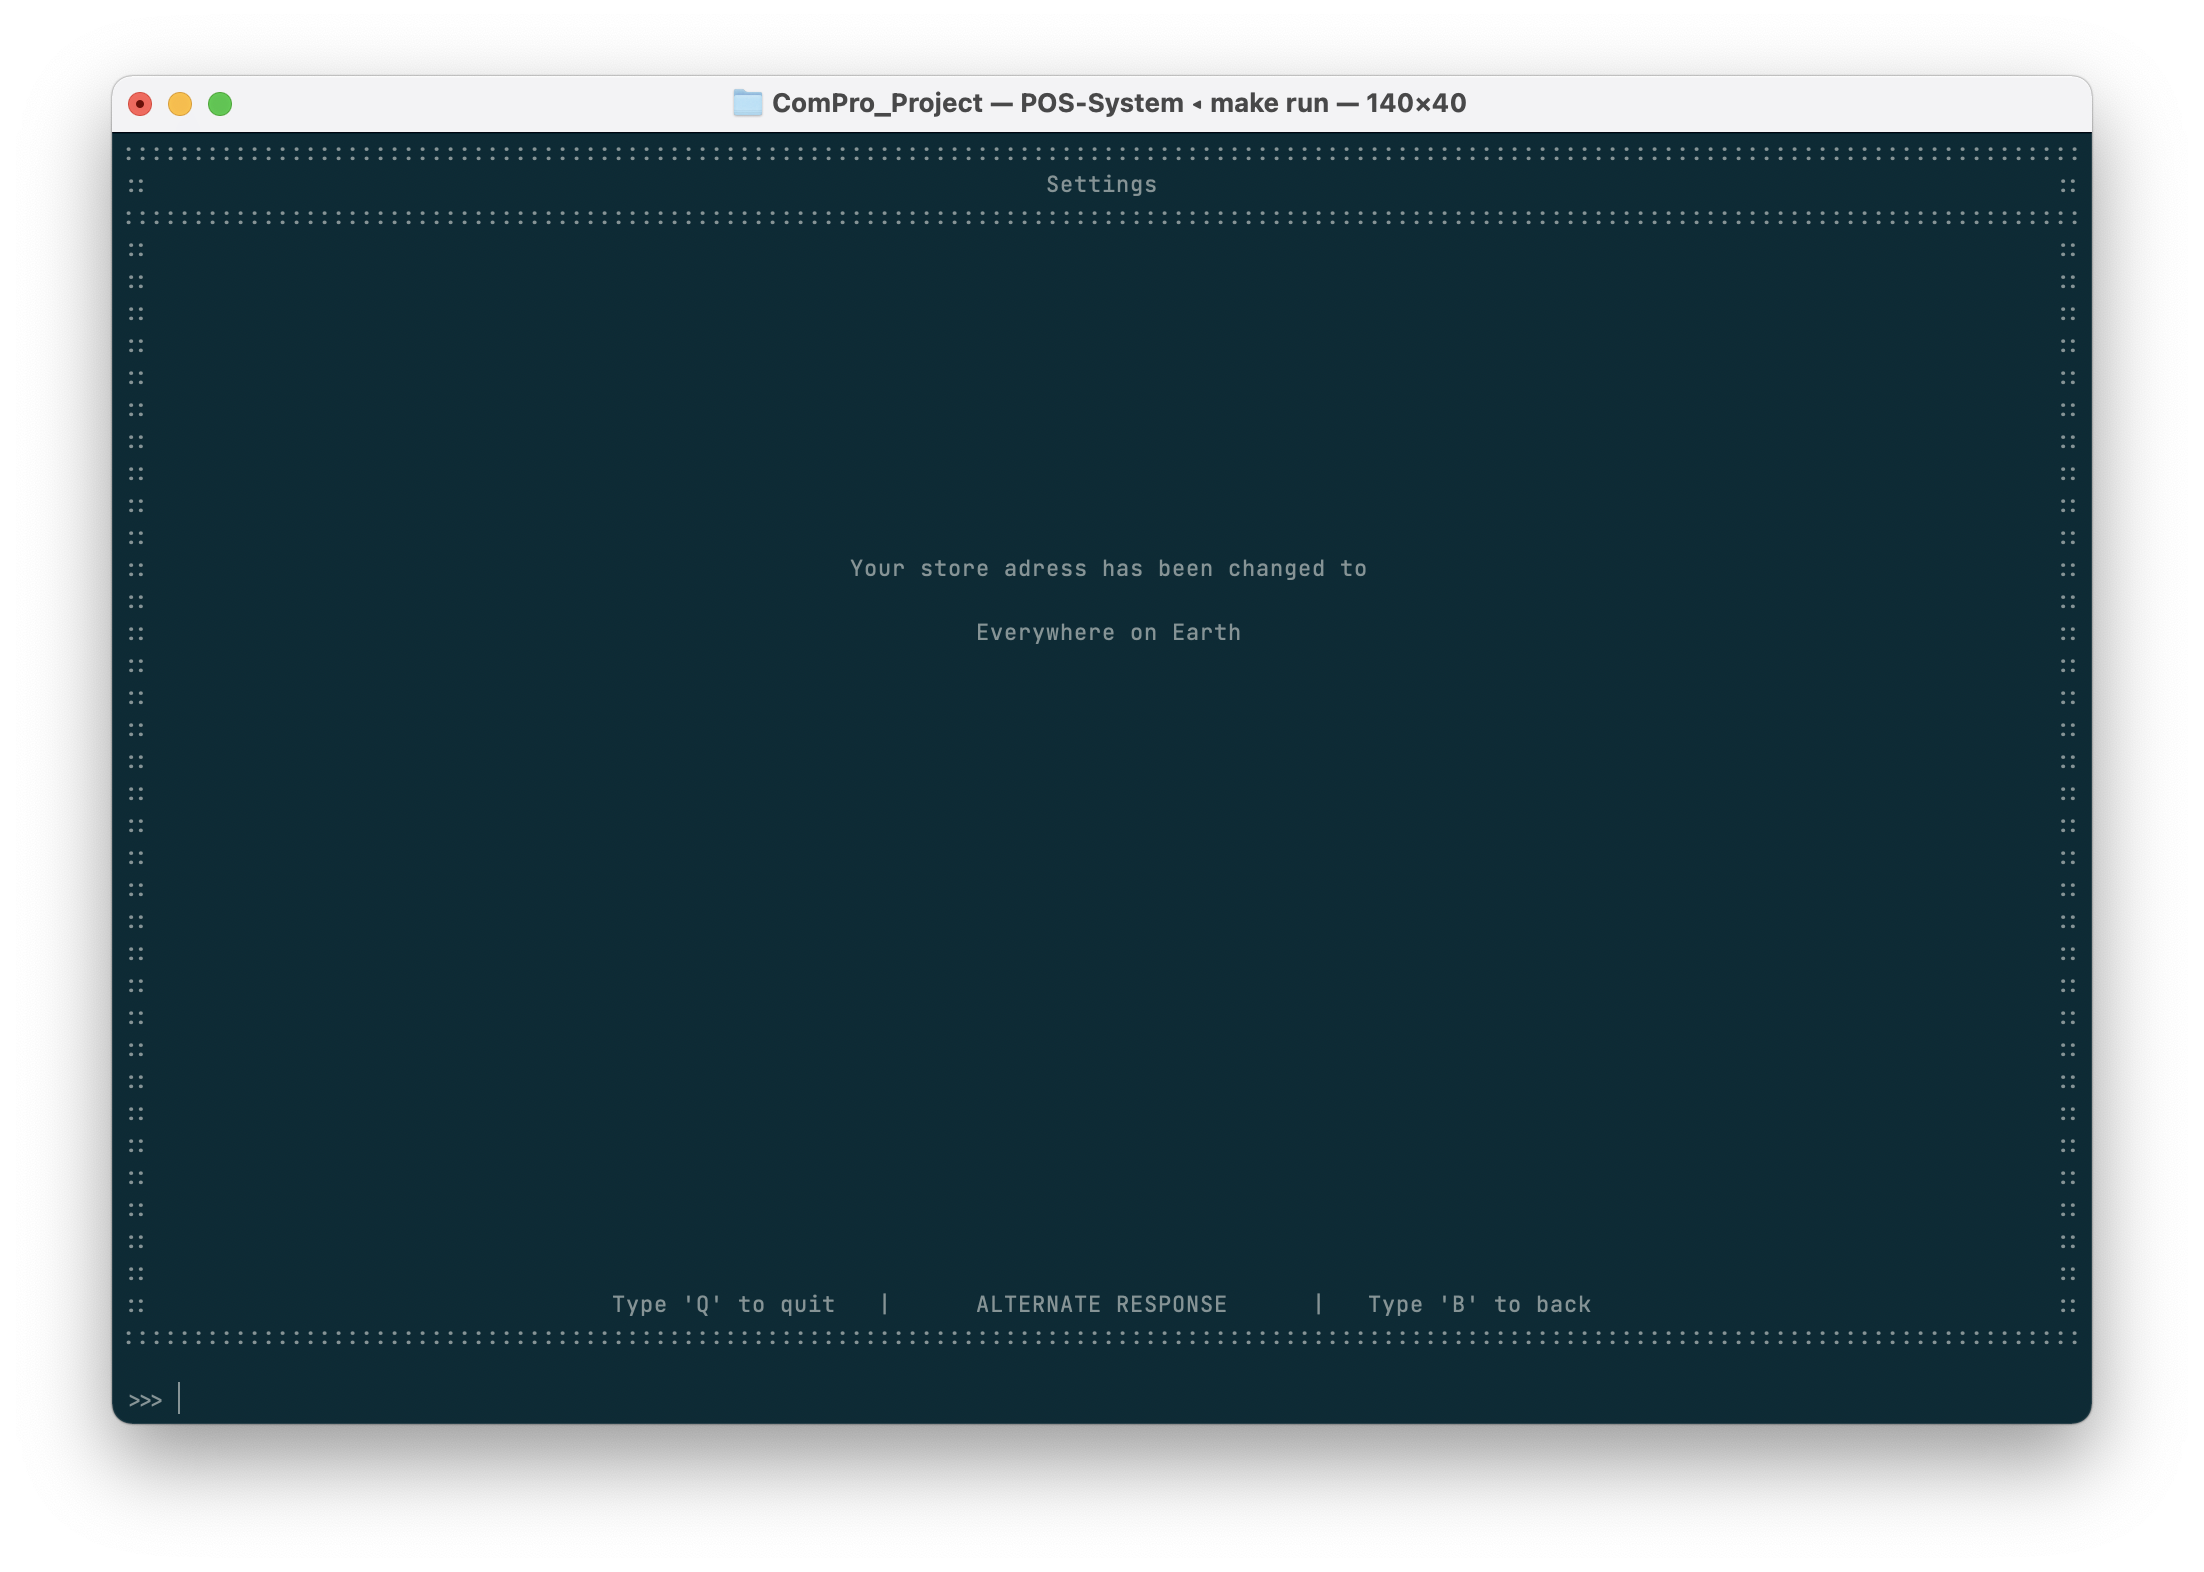 ComPro_Project — POS-System ◂ make run — 140×40
::::::::::::::::::::::::::::::::::::::::::::::::::::::::::::::::::::::::::::::::::::::::::::::::::::::::::::::::::::::::::::::::::::::::::::
:: Settings ::
::::::::::::::::::::::::::::::::::::::::::::::::::::::::::::::::::::::::::::::::::::::::::::::::::::::::::::::::::::::::::::::::::::::::::::
Your store adress has been changed to
Everywhere on Earth
:: Type 'Q' to quit | ALTERNATE RESPONSE | Type 'B' to back ::
::::::::::::::::::::::::::::::::::::::::::::::::::::::::::::::::::::::::::::::::::::::::::::::::::::::::::::::::::::::::::::::::::::::::::::
>>>